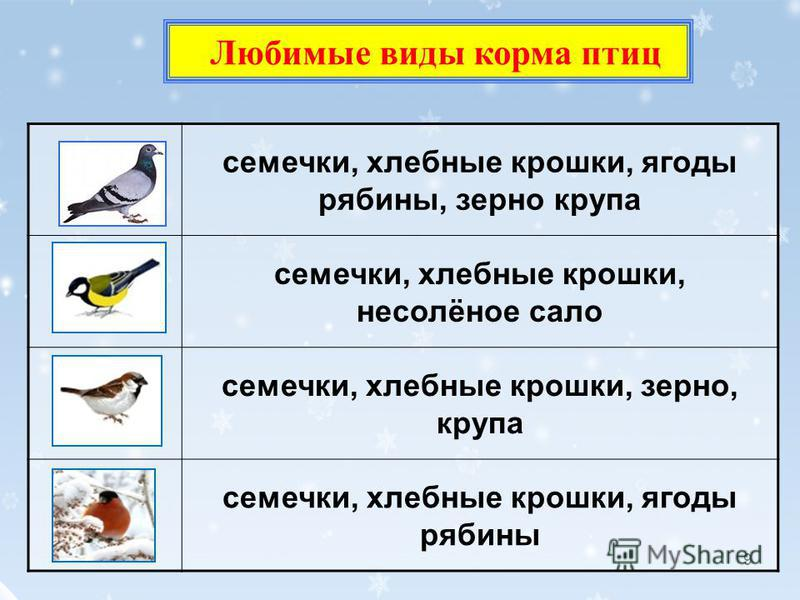 Любимые виды корма птиц
семечки, хлебные крошки, ягоды
рябины, зерно крупа
семечки, хлебные крошки,
несолёное сало
семечки, хлебные крошки, зерно,
крупа
семечки, хлебные крошки, ягоды
рябины
MyShared